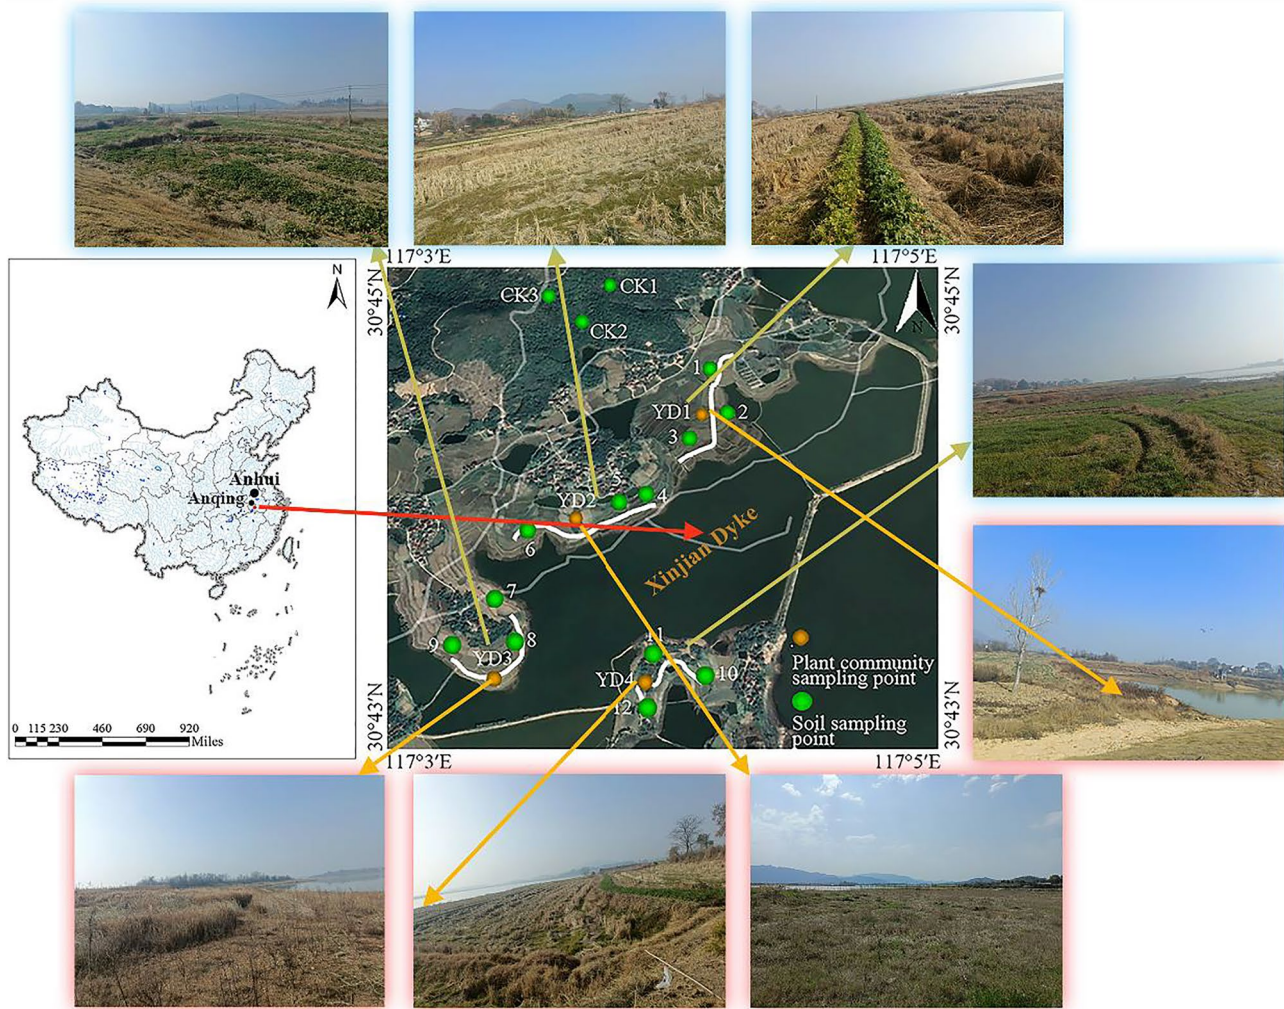 117°3′E
117°5′E
N
30°45′N
30°45′N
N
CK3
CK1
CK2
1
YD1
2
3
Anhui
Anqing
YD2
5
4
6
Xinjian Dyke
7
9
8
YD3
11
YD4
10
12
Plant community
sampling point
Soil sampling
point
30°43′N
30°43′N
0 115 230 460 690 920
Miles
117°3′E
117°5′E